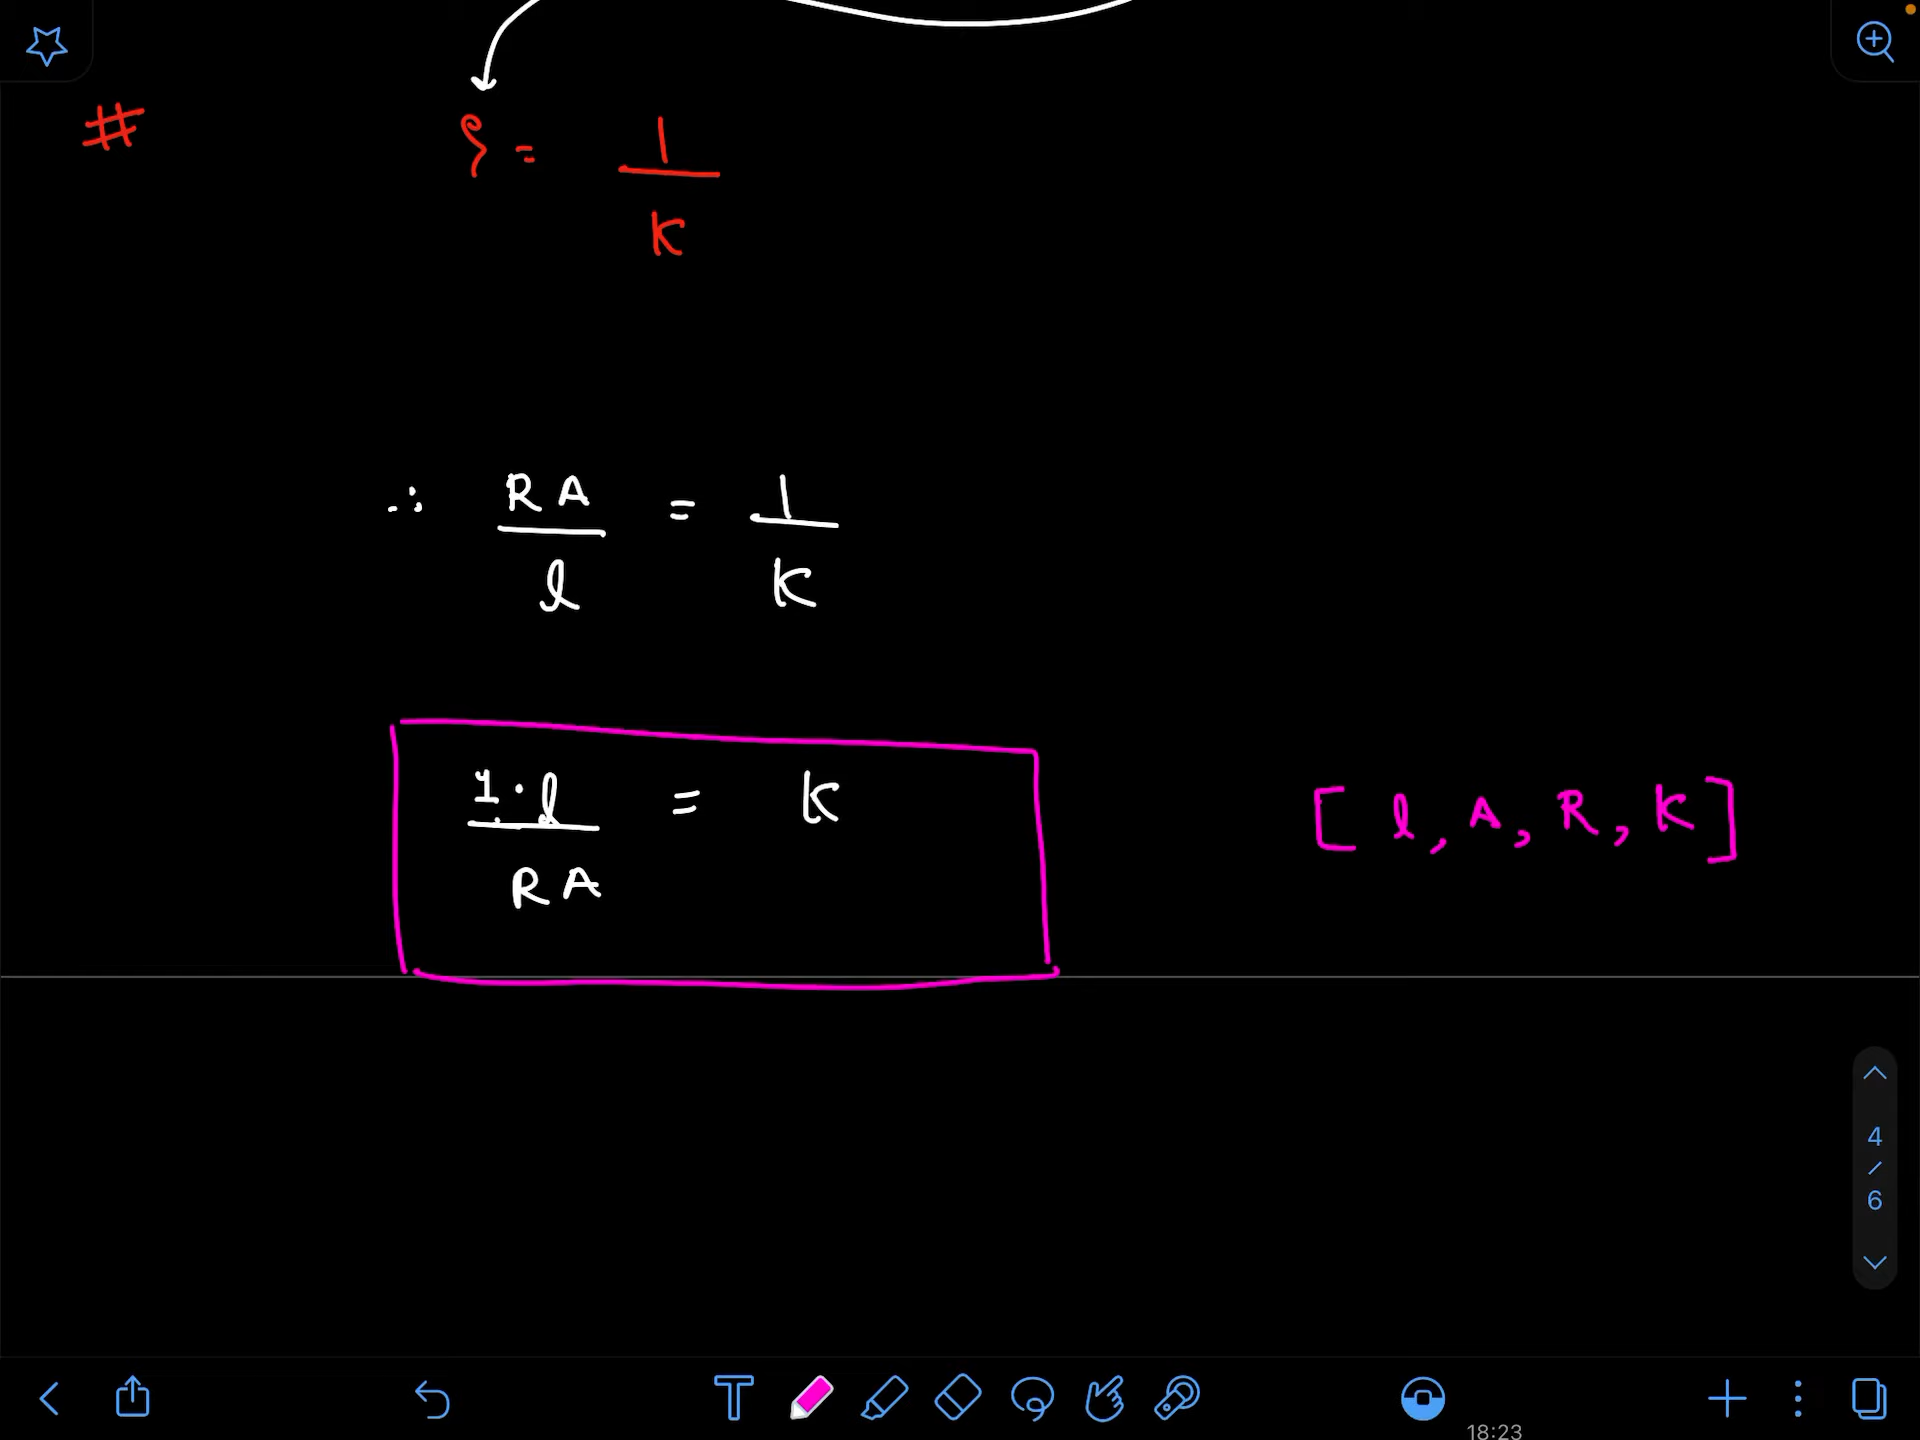 #
ρ = 1/K
∴ RA/l = 1/K
1·l/RA = K
[ l, A, R, K ]
4
/
6
T
18:23